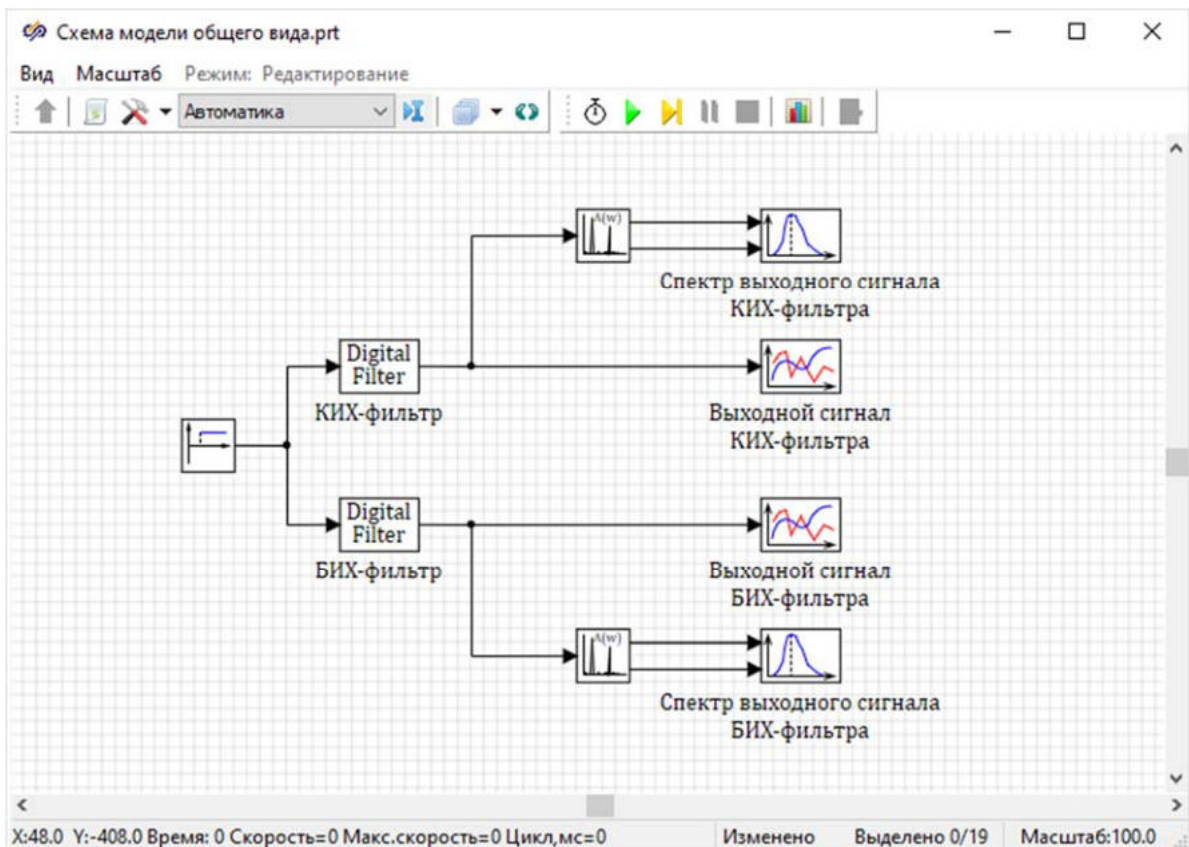 Схема модели общего вида.prt
Вид Масштаб Режим: Редактирование
Автоматика
A(w)
Спектр выходного сигнала
КИХ-фильтра
Digital
Filter
КИХ-фильтр
Выходной сигнал
КИХ-фильтра
Digital
Filter
БИХ-фильтр
Выходной сигнал
БИХ-фильтра
A(w)
Спектр выходного сигнала
БИХ-фильтра
X:48.0 Y:-408.0 Время: 0 Скорость=0 Макс.скорость=0 Цикл,мс=0 Изменено Выделено 0/19 Масштаб:100.0